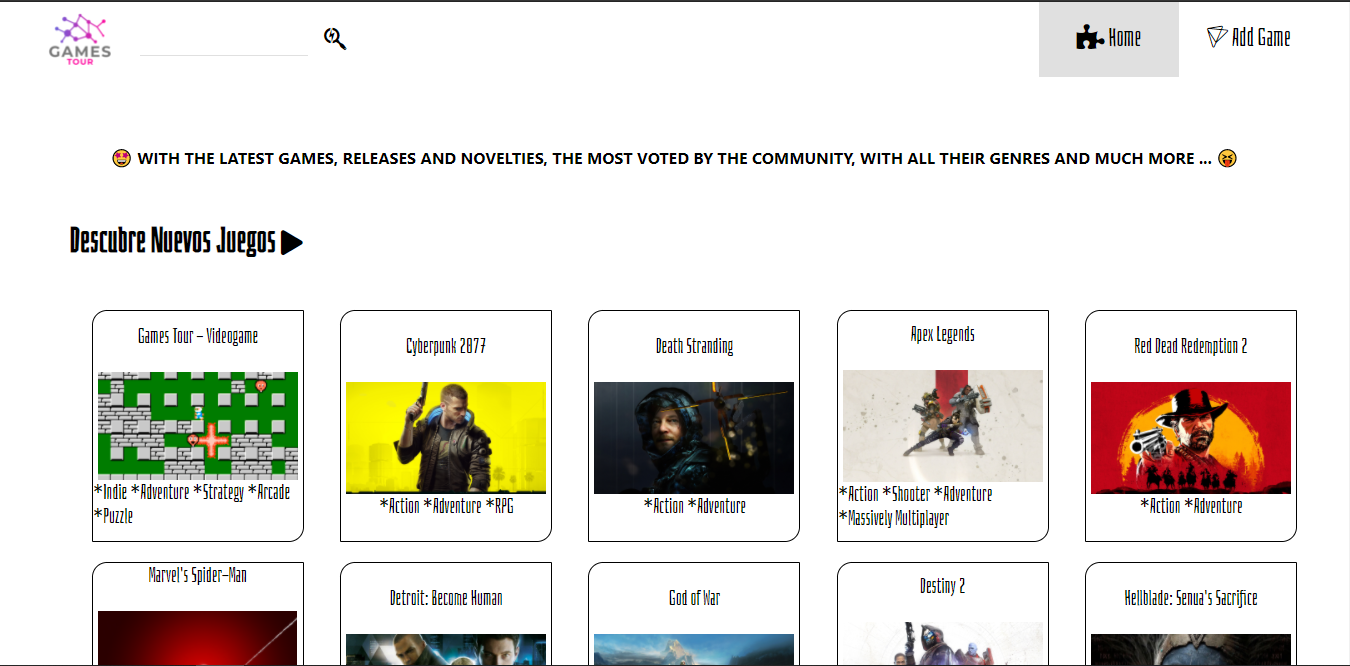 GAMES
TOUR
Home
Add Game
🤩 WITH THE LATEST GAMES, RELEASES AND NOVELTIES, THE MOST VOTED BY THE COMMUNITY, WITH ALL THEIR GENRES AND MUCH MORE ... 😝
Descubre Nuevos Juegos
Games Tour - Videogame
*Indie *Adventure *Strategy *Arcade
*Puzzle
Cyberpunk 2077
*Action *Adventure *RPG
Death Stranding
*Action *Adventure
Apex Legends
*Action *Shooter *Adventure
*Massively Multiplayer
Red Dead Redemption 2
*Action *Adventure
Marvel's Spider-Man
Detroit: Become Human
God of War
Destiny 2
Hellblade: Senua's Sacrifice